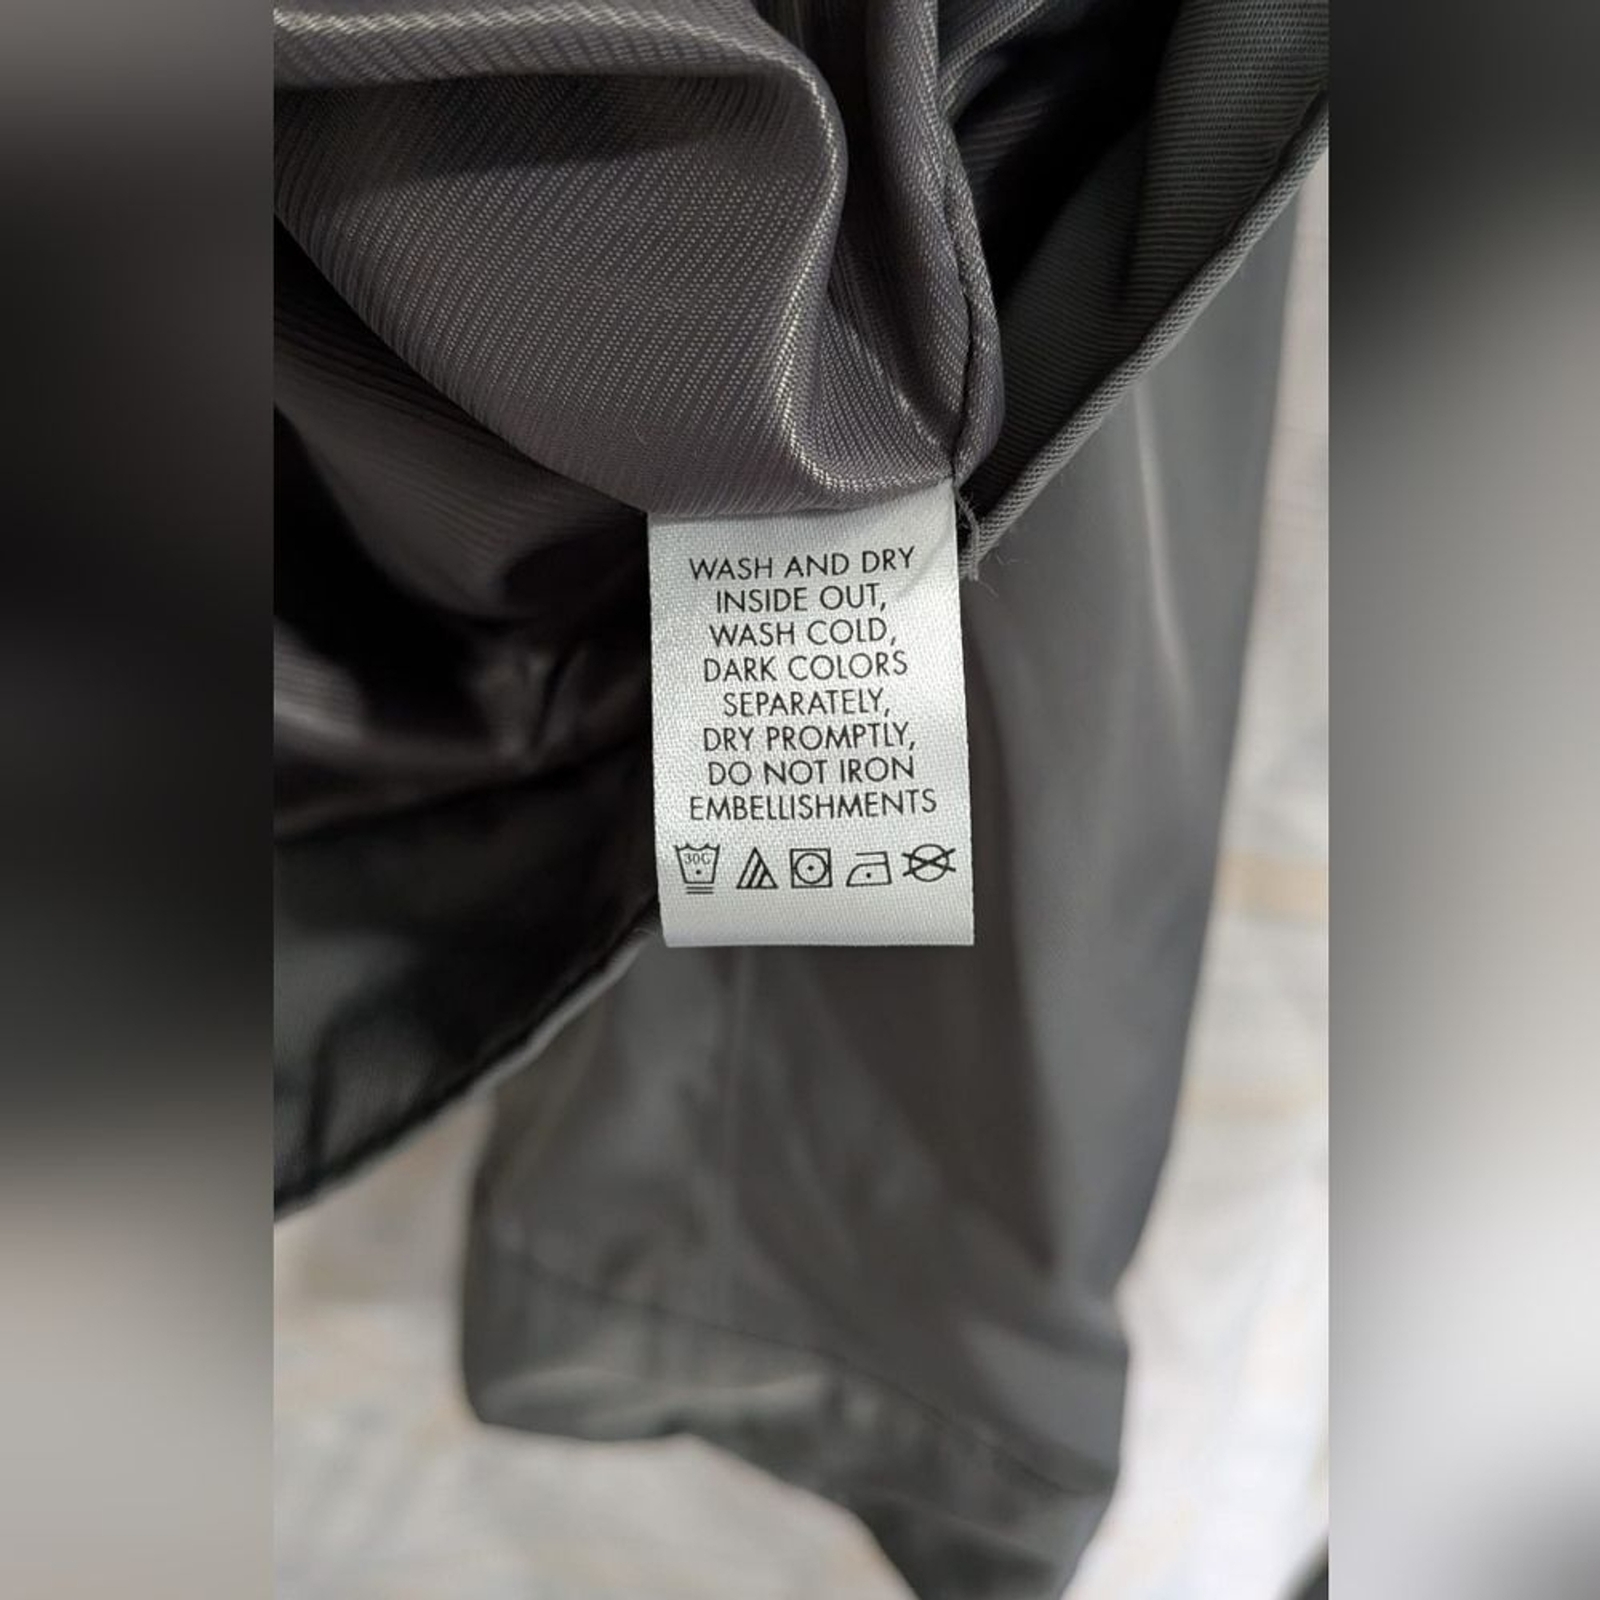 WASH AND DRY
INSIDE OUT,
WASH COLD,
DARK COLORS
SEPARATELY,
DRY PROMPTLY,
DO NOT IRON
EMBELLISHMENTS
30C